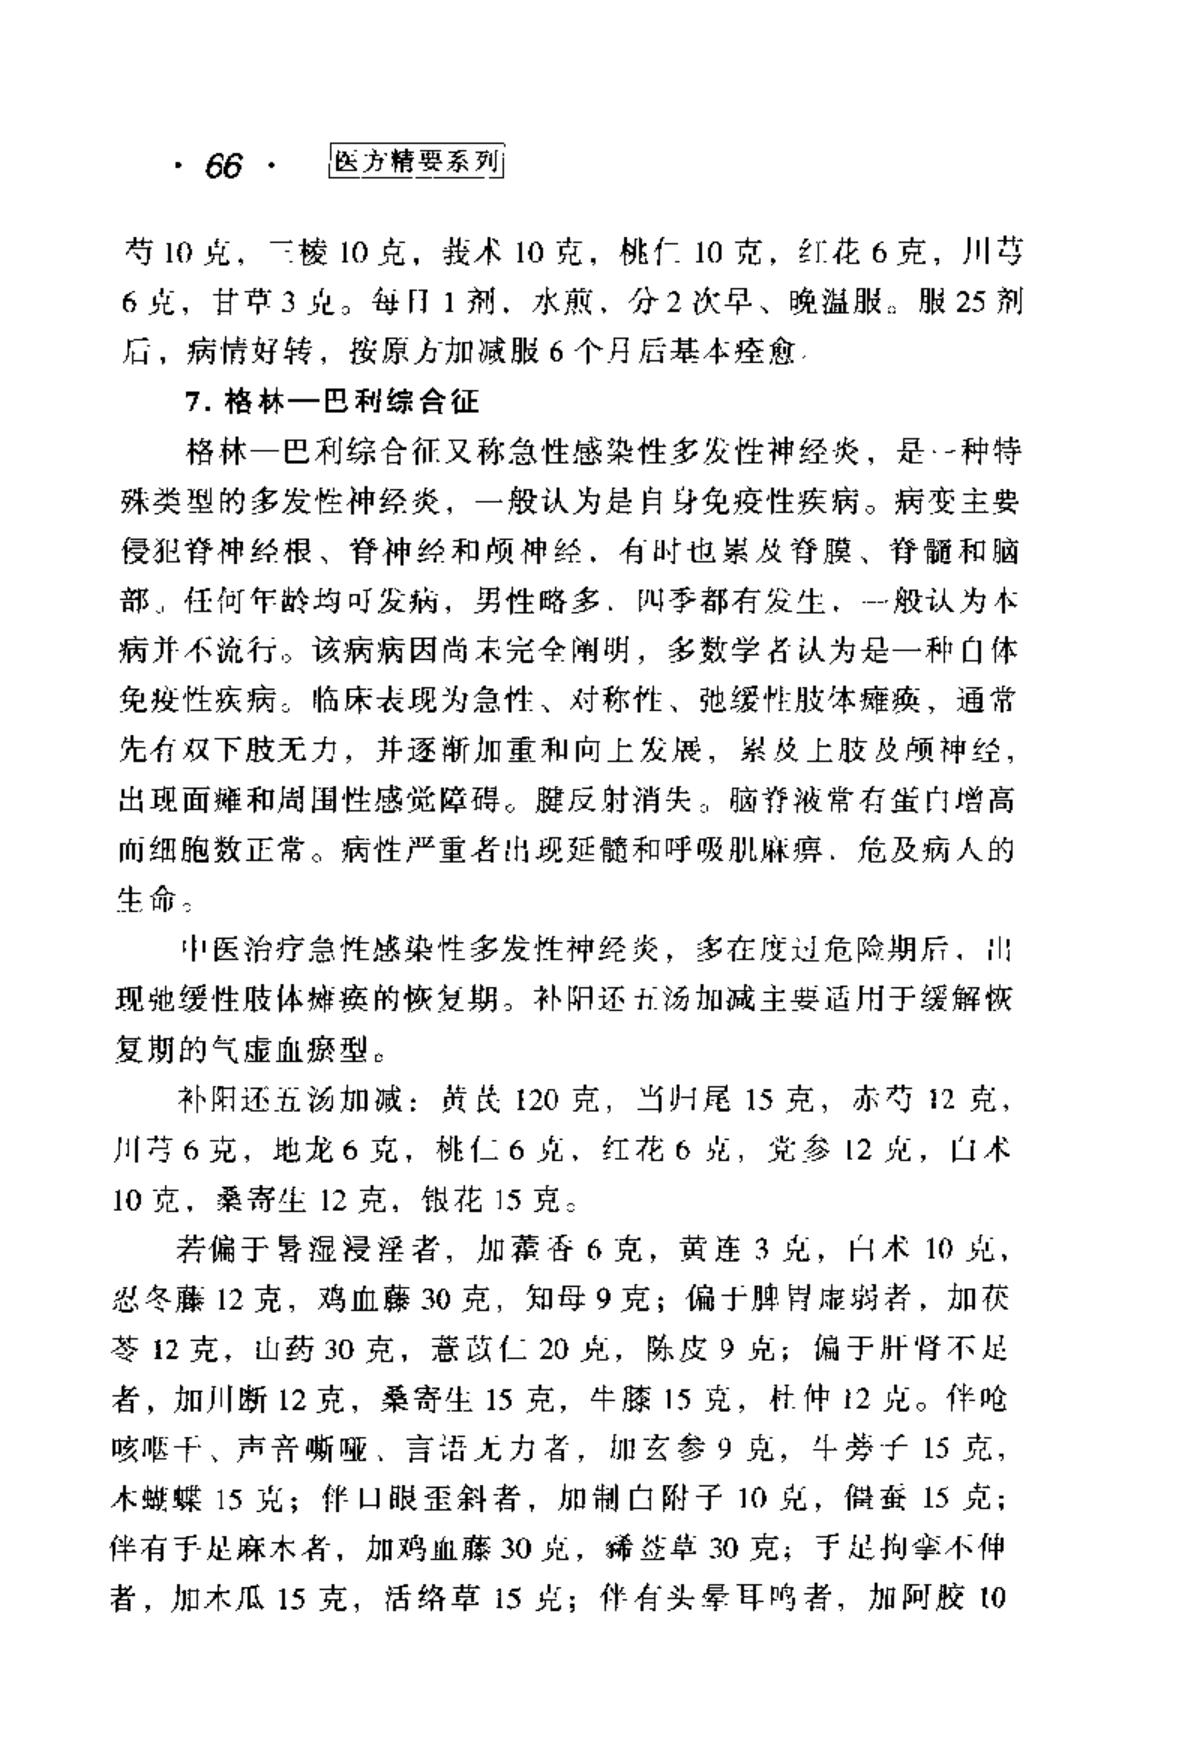 · 66 · 医方精要系列
芍 10 克，三棱 10 克，莪术 10 克，桃仁 10 克，红花 6 克，川芎
6 克，甘草 3 克。每日 1 剂，水煎，分 2 次早、晚温服。服 25 剂
后，病情好转，按原方加减服 6 个月后基本痊愈。
7. 格林—巴利综合征
格林—巴利综合征又称急性感染性多发性神经炎，是一种特
殊类型的多发性神经炎，一般认为是自身免疫性疾病。病变主要
侵犯脊神经根、脊神经和颅神经，有时也累及脊膜、脊髓和脑
部。任何年龄均可发病，男性略多，四季都有发生，一般认为本
病并不流行。该病病因尚未完全阐明，多数学者认为是一种自体
免疫性疾病。临床表现为急性、对称性、弛缓性肢体瘫痪，通常
先有双下肢无力，并逐渐加重和向上发展，累及上肢及颅神经，
出现面瘫和周围性感觉障碍。腱反射消失。脑脊液常有蛋白增高
而细胞数正常。病性严重者出现延髓和呼吸肌麻痹，危及病人的
生命。
中医治疗急性感染性多发性神经炎，多在度过危险期后，出
现弛缓性肢体瘫痪的恢复期。补阳还五汤加减主要适用于缓解恢
复期的气虚血瘀型。
补阳还五汤加减：黄芪 120 克，当归尾 15 克，赤芍 12 克，
川芎 6 克，地龙 6 克，桃仁 6 克，红花 6 克，党参 12 克，白术
10 克，桑寄生 12 克，银花 15 克。
若偏于暑湿浸淫者，加藿香 6 克，黄连 3 克，白术 10 克，
忍冬藤 12 克，鸡血藤 30 克，知母 9 克；偏于脾胃虚弱者，加茯
苓 12 克，山药 30 克，薏苡仁 20 克，陈皮 9 克；偏于肝肾不足
者，加川断 12 克，桑寄生 15 克，牛膝 15 克，杜仲 12 克。伴呛
咳咽干、声音嘶哑、言语无力者，加玄参 9 克，牛蒡子 15 克，
木蝴蝶 15 克；伴口眼歪斜者，加制白附子 10 克，僵蚕 15 克；
伴有手足麻木者，加鸡血藤 30 克，豨莶草 30 克；手足拘挛不伸
者，加木瓜 15 克，活络草 15 克；伴有头晕耳鸣者，加阿胶 10